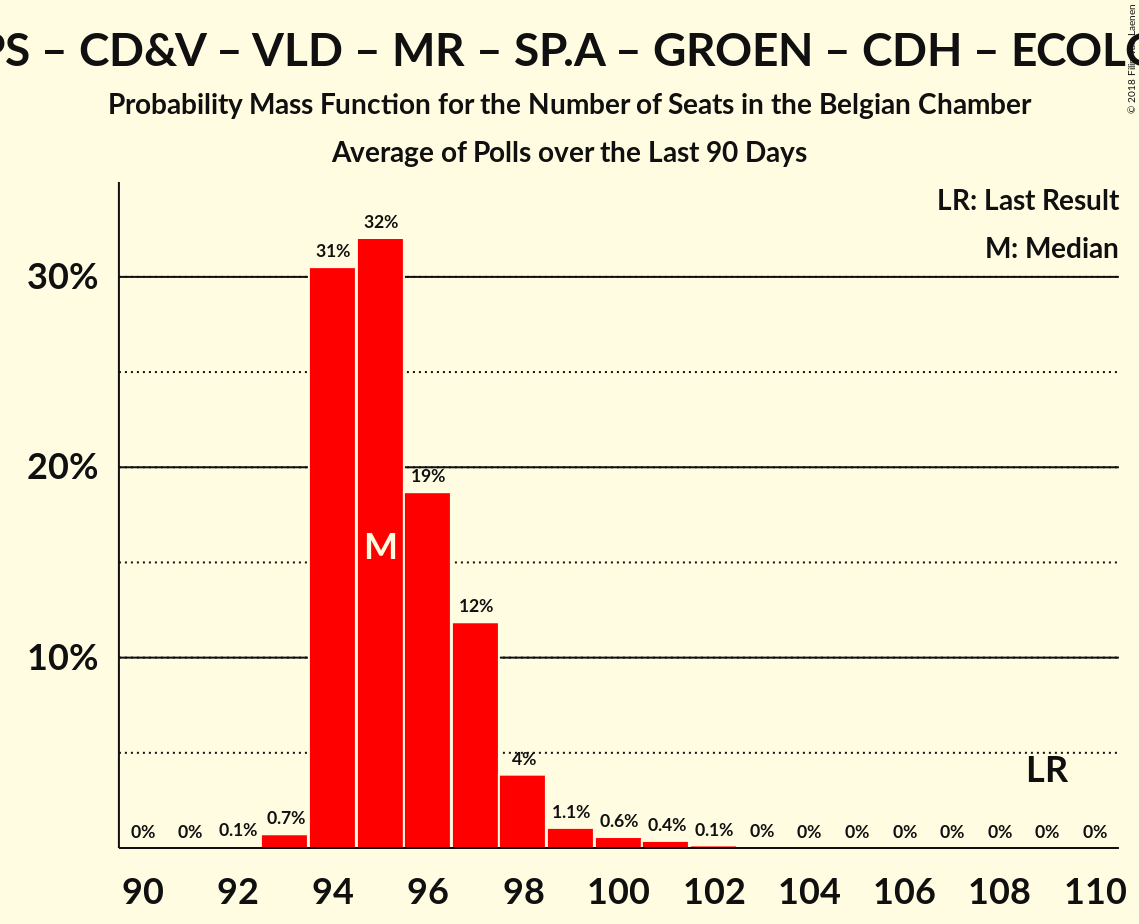 PS – CD&V – VLD – MR – SP.A – GROEN – CDH – ECOLO
Probability Mass Function for the Number of Seats in the Belgian Chamber
Average of Polls over the Last 90 Days
© 2018 Filip Laenen
LR: Last Result
M: Median
30%
20%
10%
0% 0% 0.1% 0.7% 31% 32% 19% 12% 4% 1.1% 0.6% 0.4% 0.1% 0% 0% 0% 0% 0% 0% 0% 0%
M
LR
90 92 94 96 98 100 102 104 106 108 110